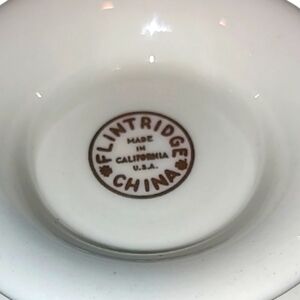 FLINTRIDGE
MADE
IN
CALIFORNIA
U.S.A.
CHINA